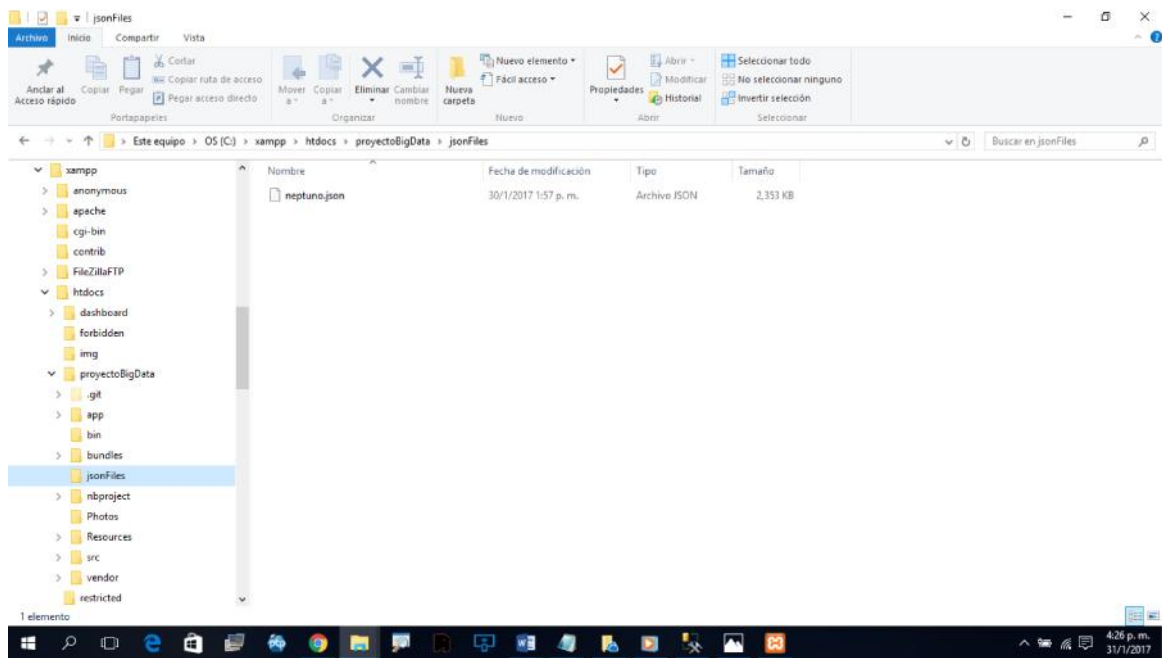 jsonFiles
Archivo Inicio Compartir Vista
Anclar al Acceso rápido
Copiar
Pegar
Cortar
Copiar ruta de acceso
Pegar acceso directo
Portapapeles
Mover a
Copiar a
Eliminar
Cambiar nombre
Organizar
Nueva carpeta
Nuevo elemento
Fácil acceso
Nuevo
Propiedades
Abrir
Modificar
Historial
Abrir
Seleccionar todo
No seleccionar ninguno
Invertir selección
Seleccionar
Este equipo > OS (C:) > xampp > htdocs > proyectoBigData > jsonFiles
Buscar en jsonFiles
Nombre Fecha de modificación Tipo Tamaño
neptuno.json 30/1/2017 1:57 p. m. Archivo JSON 2,353 KB
xampp
anonymous
apache
cgi-bin
contrib
FileZillaFTP
htdocs
dashboard
forbidden
img
proyectoBigData
.git
app
bin
bundles
jsonFiles
nbproject
Photos
Resources
src
vendor
restricted
1 elemento
4:26 p. m.
31/1/2017